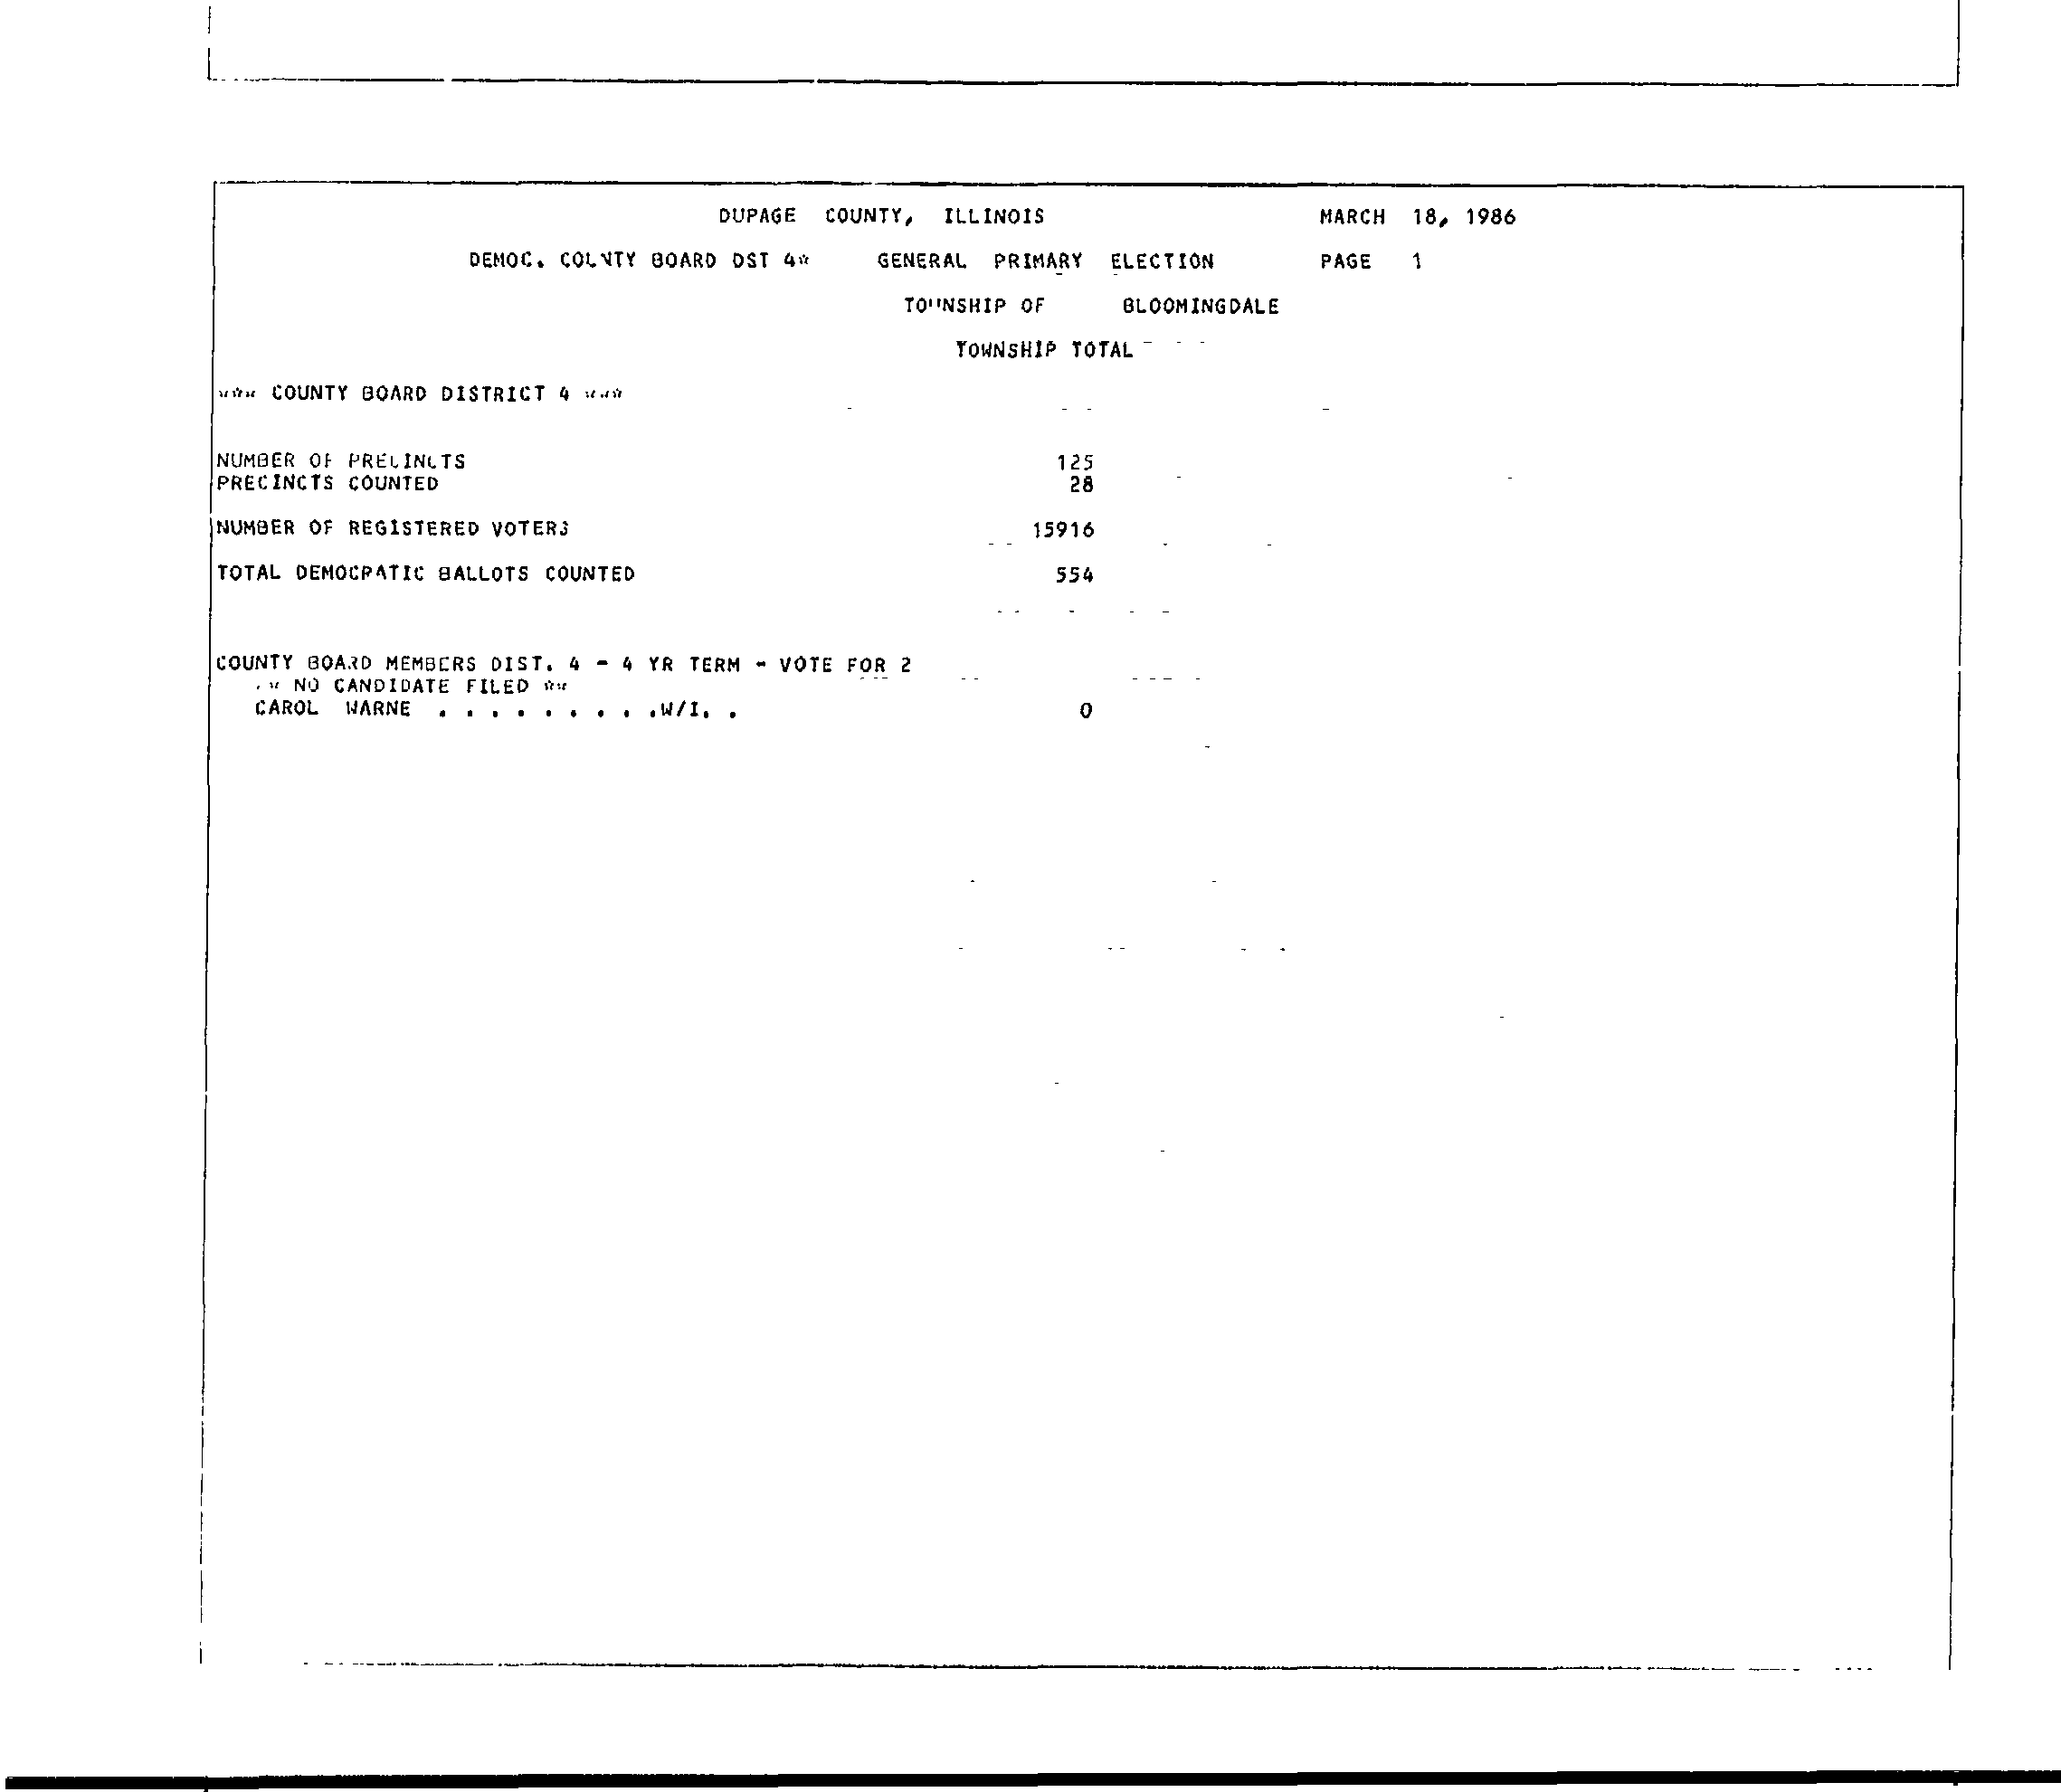 DUPAGE COUNTY, ILLINOIS MARCH 18, 1986
DEMOC. COUNTY BOARD DST 4* GENERAL PRIMARY ELECTION PAGE 1
TOWNSHIP OF BLOOMINGDALE
TOWNSHIP TOTAL
*** COUNTY BOARD DISTRICT 4 ***
NUMBER OF PRECINCTS 125
PRECINCTS COUNTED 28
NUMBER OF REGISTERED VOTERS 15916
TOTAL DEMOCRATIC BALLOTS COUNTED 554
COUNTY BOARD MEMBERS DIST. 4 - 4 YR TERM - VOTE FOR 2
** NO CANDIDATE FILED **
CAROL WARNE . . . . . . . . .W/I. . 0